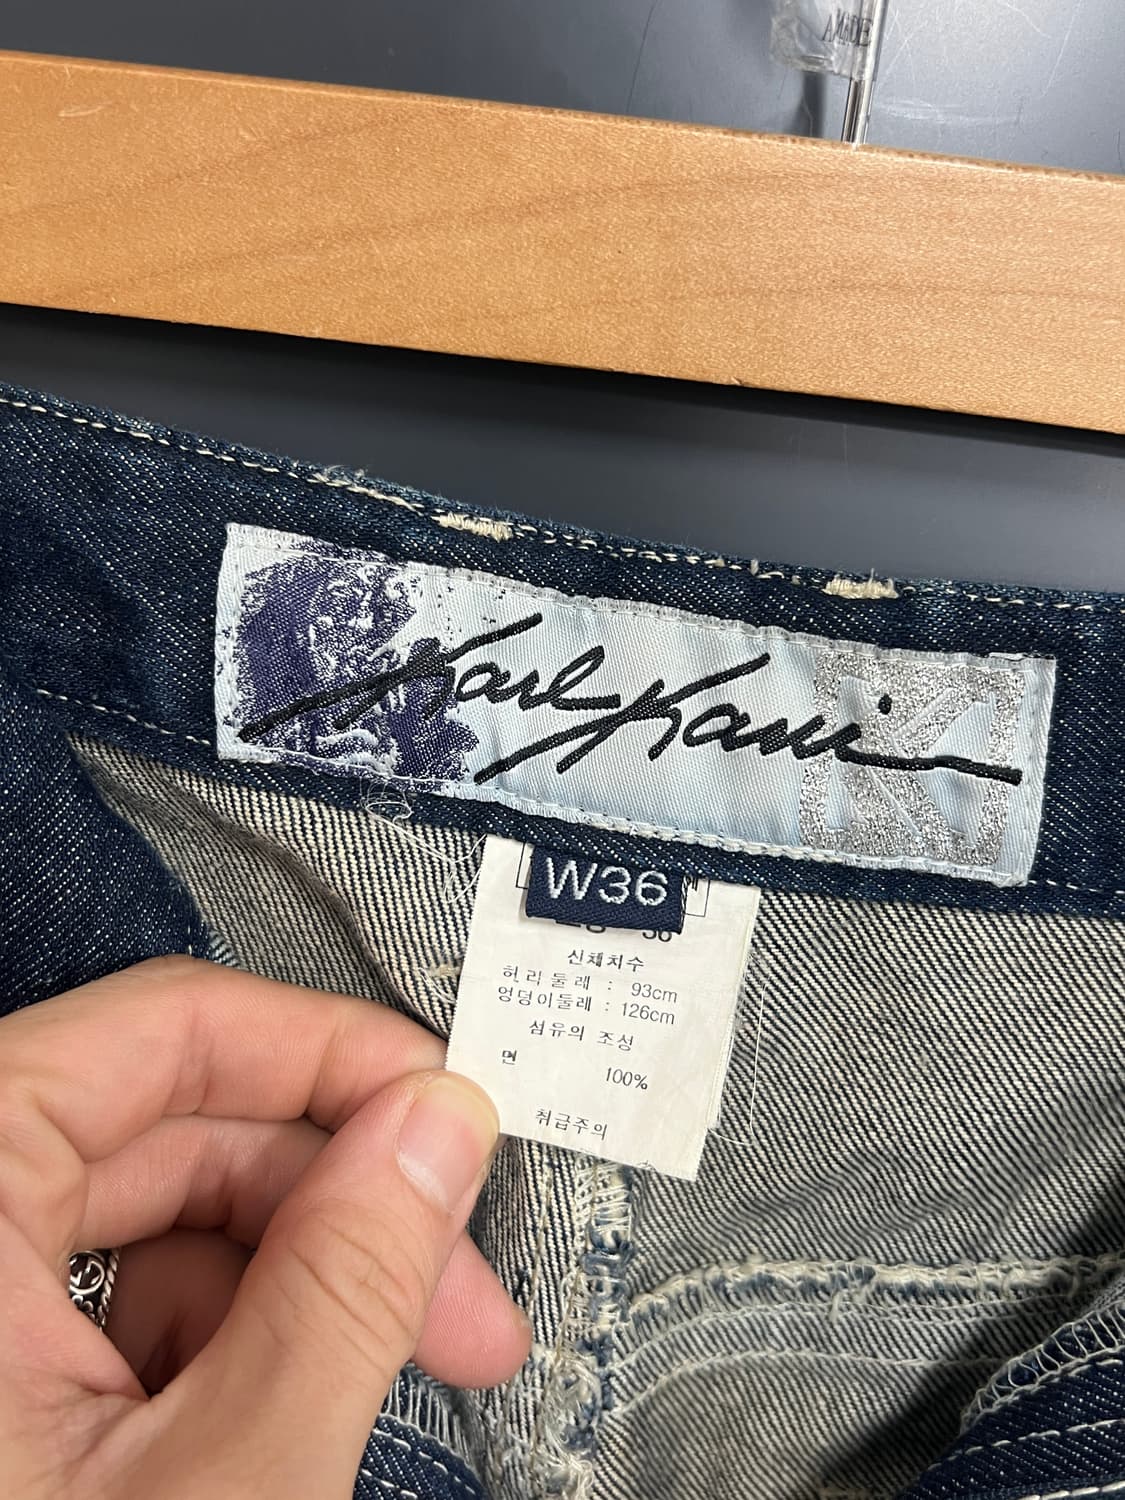 Karl Kani
W36
36
신체치수
허리둘레 : 93cm
엉덩이둘레 : 126cm
섬유의 조성
면
100%
취급주의